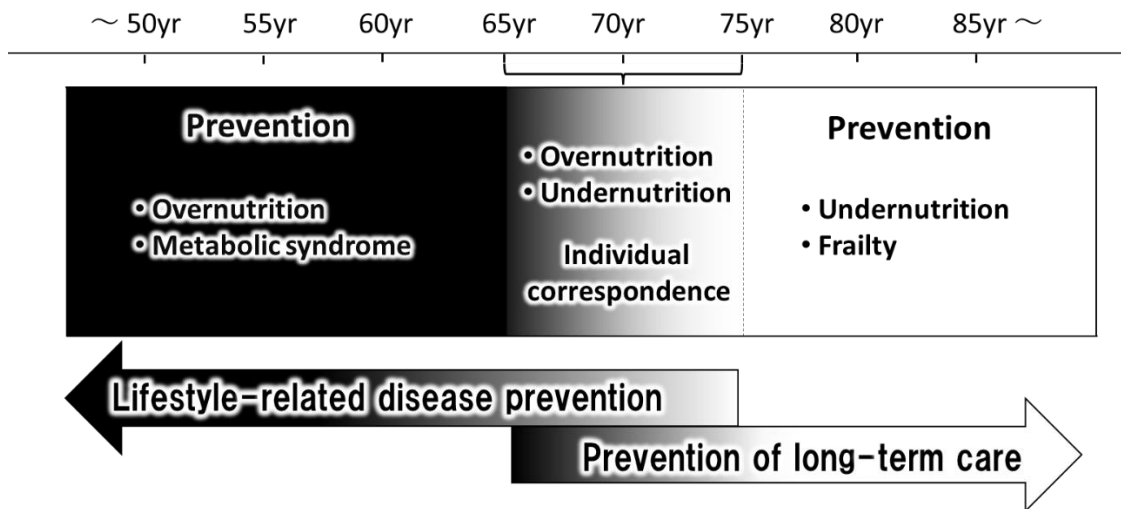 ～ 50yr 55yr 60yr 65yr 70yr 75yr 80yr 85yr ～
Prevention
• Overnutrition
• Metabolic syndrome
• Overnutrition
• Undernutrition
Individual
correspondence
Prevention
• Undernutrition
• Frailty
Lifestyle-related disease prevention
Prevention of long-term care